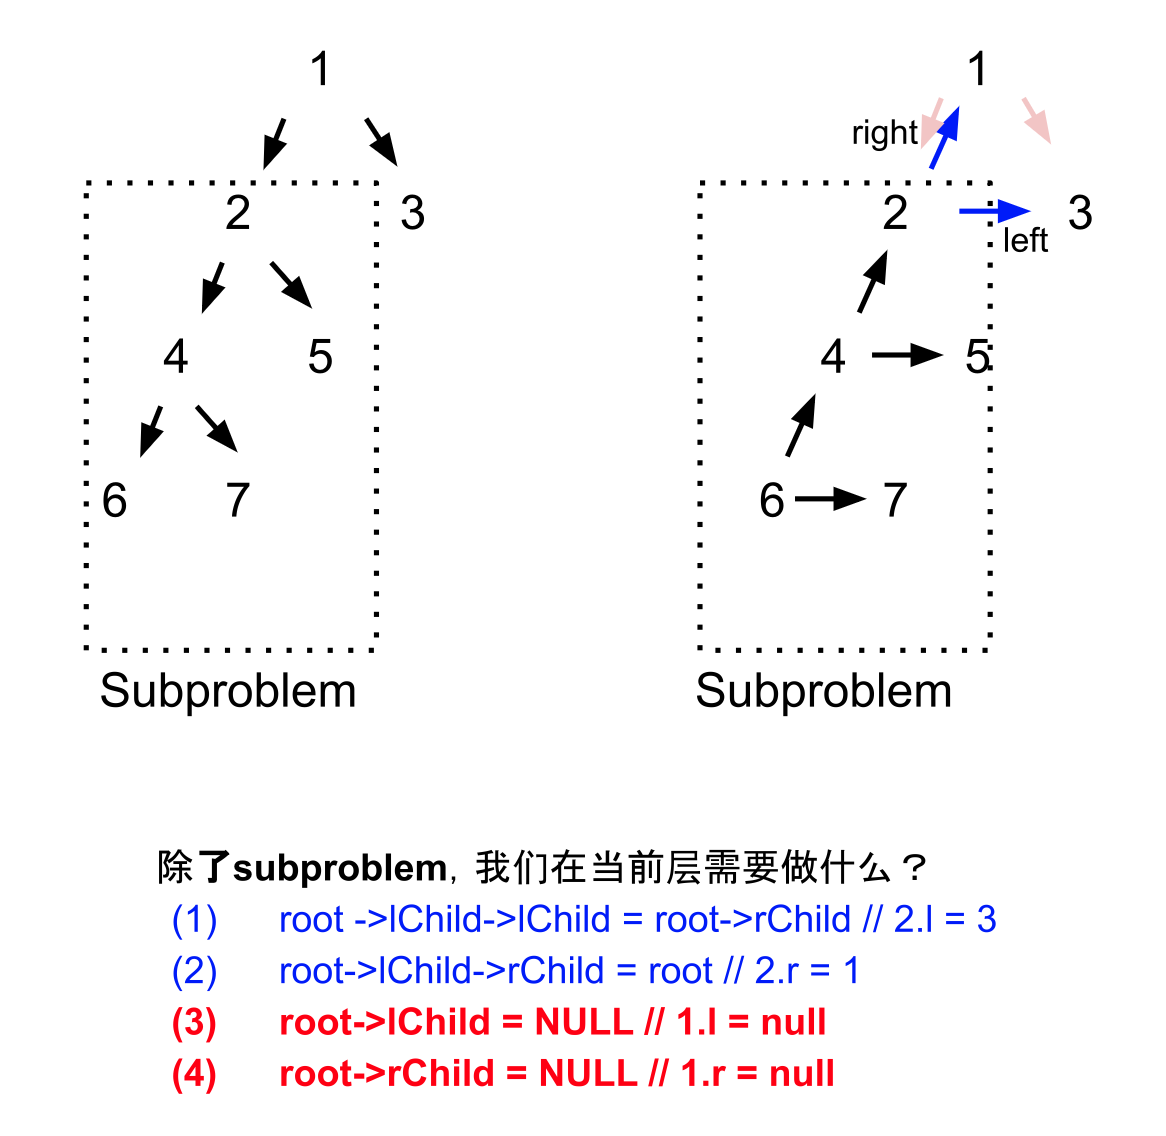 1 1
right
2 3 2 3
left
4 5 4 5
6 7 6 7
Subproblem Subproblem
除了subproblem，我们在当前层需要做什么？
(1) root ->lChild->lChild = root->rChild // 2.l = 3
(2) root->lChild->rChild = root // 2.r = 1
(3) root->lChild = NULL // 1.l = null
(4) root->rChild = NULL // 1.r = null